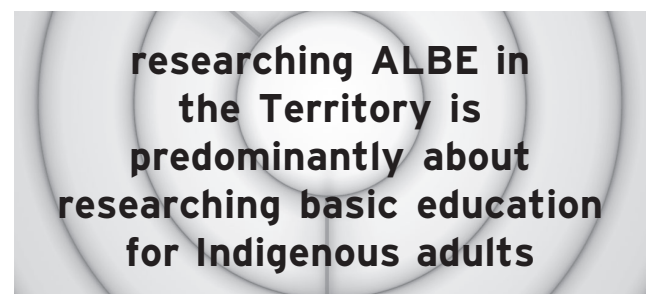 researching ALBE in
the Territory is
predominantly about
researching basic education
for Indigenous adults